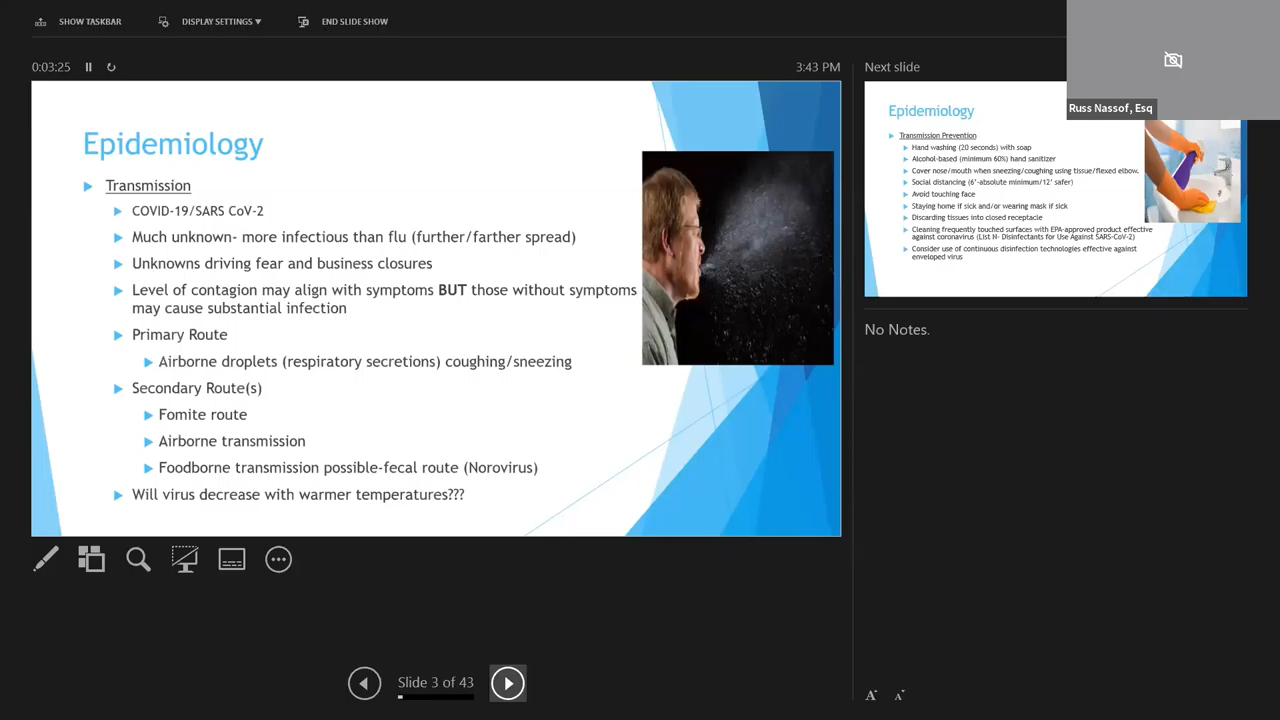 SHOW TASKBAR
DISPLAY SETTINGS
END SLIDE SHOW
0:03:25
3:43 PM
Epidemiology
Transmission
COVID-19/SARS CoV-2
Much unknown- more infectious than flu (further/farther spread)
Unknowns driving fear and business closures
Level of contagion may align with symptoms BUT those without symptoms
may cause substantial infection
Primary Route
Airborne droplets (respiratory secretions) coughing/sneezing
Secondary Route(s)
Fomite route
Airborne transmission
Foodborne transmission possible-fecal route (Norovirus)
Will virus decrease with warmer temperatures???
Slide 3 of 43
Next slide
Russ Nassof, Esq
Epidemiology
Transmission Prevention
Hand washing (20 seconds) with soap
Alcohol-based (minimum 60%) hand sanitizer
Cover nose/mouth when sneezing/coughing using tissue/flexed elbow.
Social distancing (6'-absolute minimum/12' safer)
Avoid touching face
Staying home if sick and/or wearing mask if sick
Discarding tissues into closed receptacle
Cleaning frequently touched surfaces with EPA-approved product effective
against coronavirus (List N- Disinfectants for Use Against SARS-CoV-2)
Consider use of continuous disinfection technologies effective against
enveloped virus
No Notes.
A A